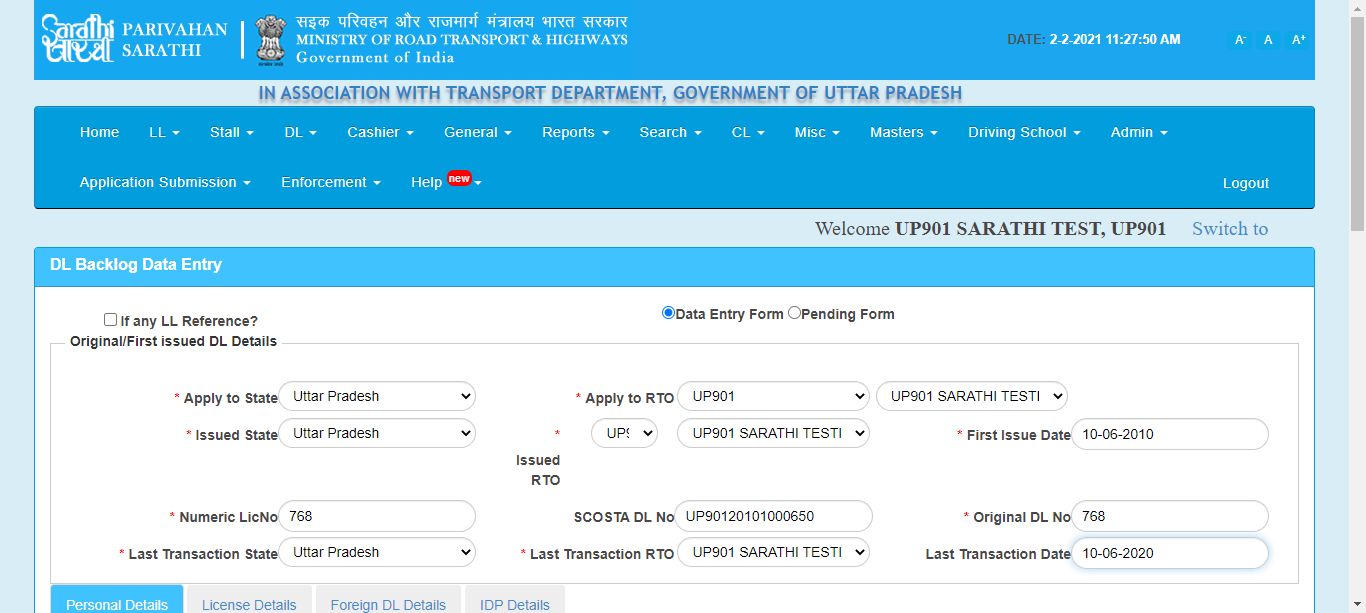 सारथी
Sarathi
PARIVAHAN
SARATHI
सड़क परिवहन और राजमार्ग मंत्रालय भारत सरकार
MINISTRY OF ROAD TRANSPORT & HIGHWAYS
Government of India
DATE: 2-2-2021 11:27:50 AM
A- A A+
IN ASSOCIATION WITH TRANSPORT DEPARTMENT, GOVERNMENT OF UTTAR PRADESH
Home LL Stall DL Cashier General Reports Search CL Misc Masters Driving School Admin
Application Submission Enforcement Help new Logout
Welcome UP901 SARATHI TEST, UP901 Switch to
DL Backlog Data Entry
If any LL Reference? Data Entry Form Pending Form
Original/First issued DL Details
* Apply to State Uttar Pradesh * Apply to RTO UP901 UP901 SARATHI TESTI
* Issued State Uttar Pradesh * Issued RTO UP9 UP901 SARATHI TESTI * First Issue Date 10-06-2010
* Numeric LicNo 768 SCOSTA DL No UP90120101000650 * Original DL No 768
* Last Transaction State Uttar Pradesh * Last Transaction RTO UP901 SARATHI TESTI Last Transaction Date 10-06-2020
Personal Details License Details Foreign DL Details IDP Details